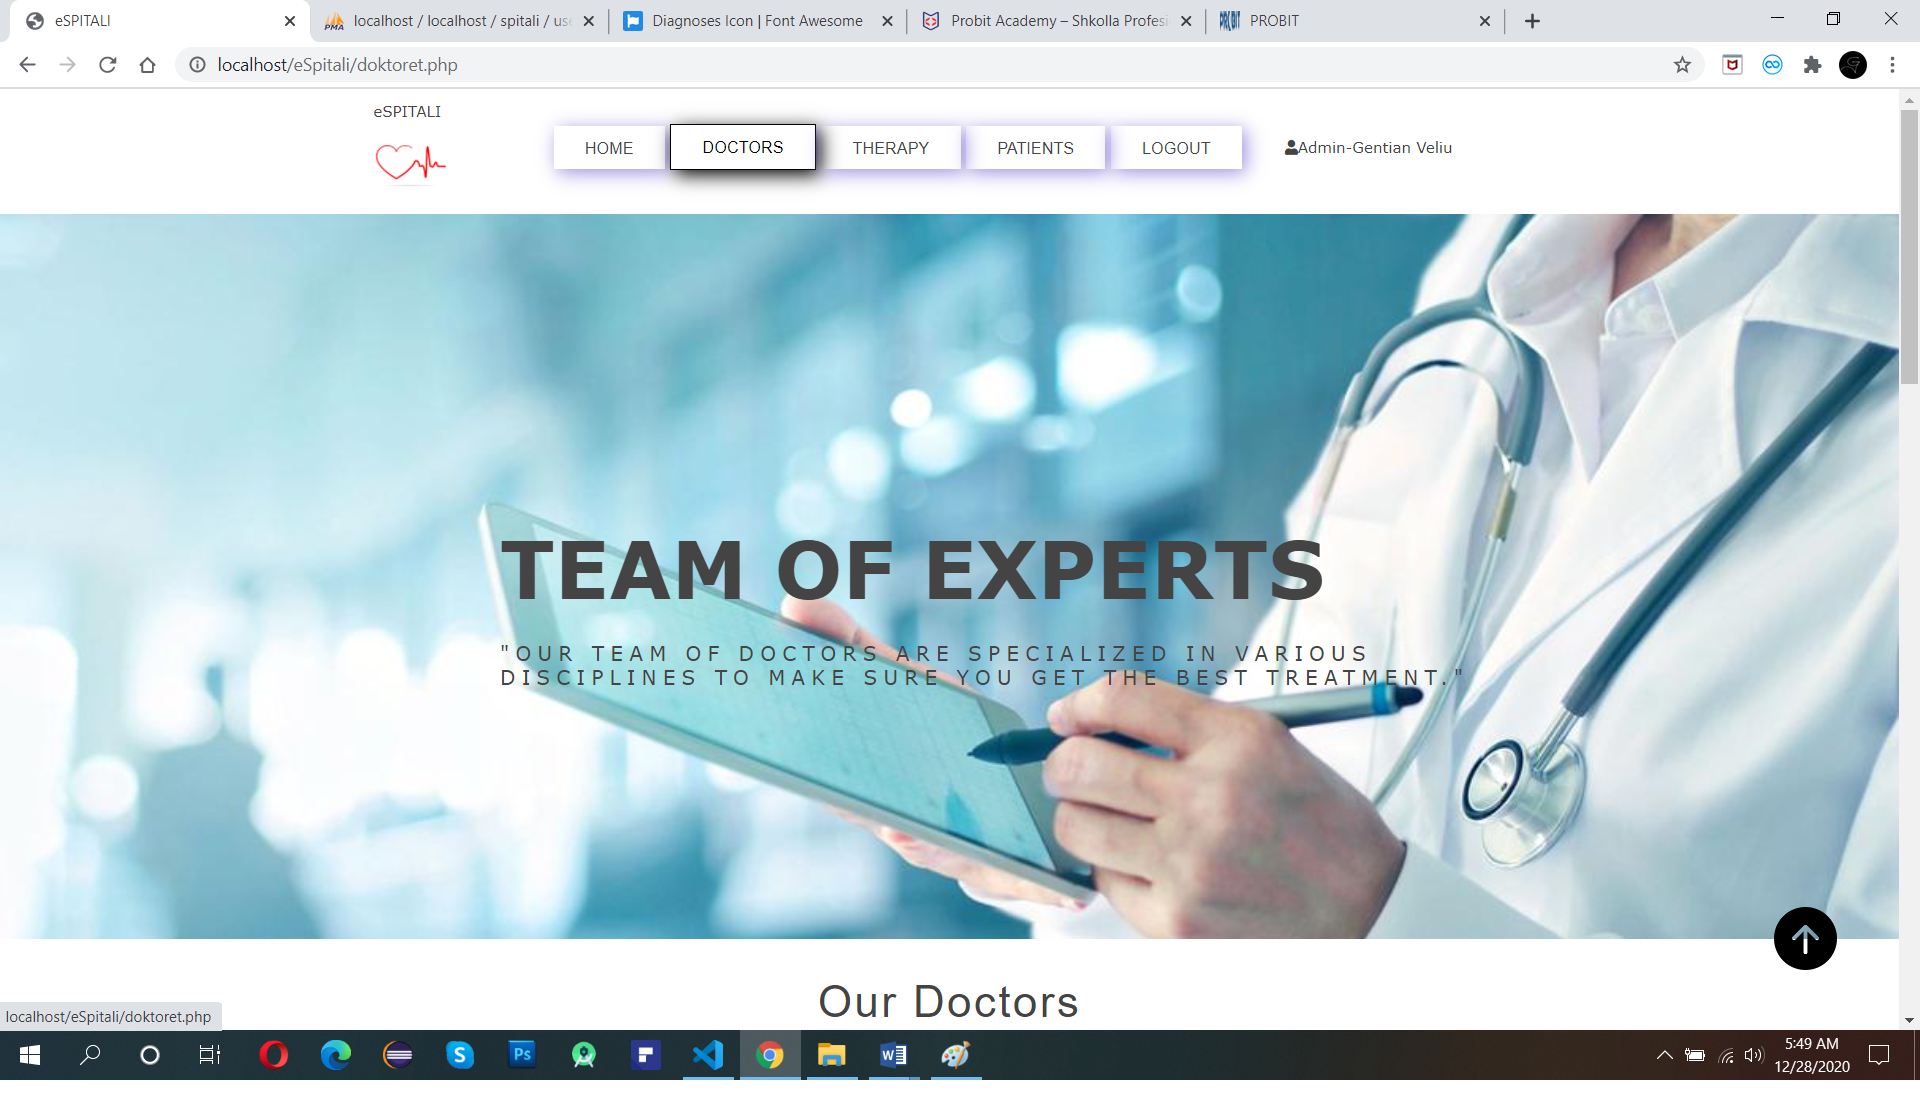 eSPITALI
localhost / localhost / spitali / us
Diagnoses Icon | Font Awesome
Probit Academy – Shkolla Profesi
PROBIT
localhost/eSpitali/doktoret.php
eSPITALI
HOME
DOCTORS
THERAPY
PATIENTS
LOGOUT
Admin-Gentian Veliu
TEAM OF EXPERTS
"OUR TEAM OF DOCTORS ARE SPECIALIZED IN VARIOUS
DISCIPLINES TO MAKE SURE YOU GET THE BEST TREATMENT."
Our Doctors
localhost/eSpitali/doktoret.php
5:49 AM
12/28/2020